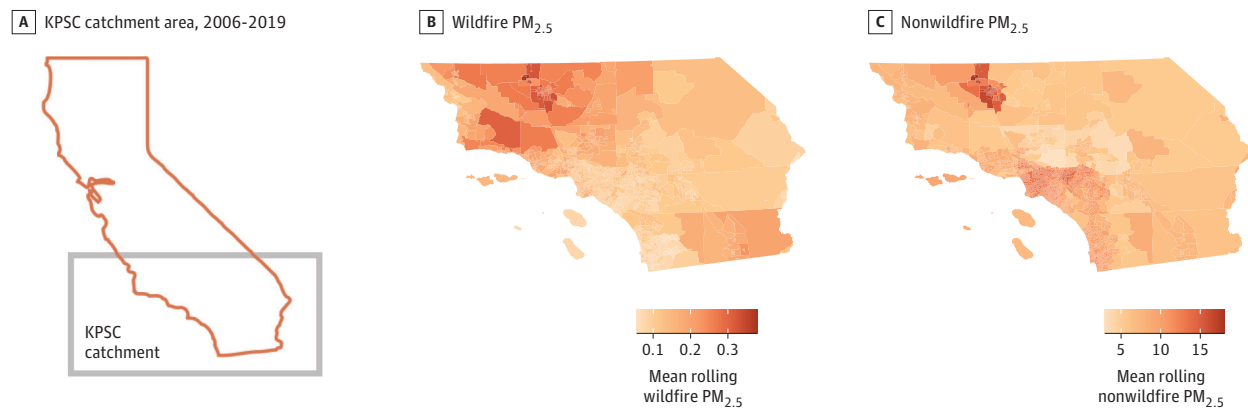 A KPSC catchment area, 2006-2019
KPSC
catchment
B Wildfire PM2.5
0.1 0.2 0.3
Mean rolling
wildfire PM2.5
C Nonwildfire PM2.5
5 10 15
Mean rolling
nonwildfire PM2.5